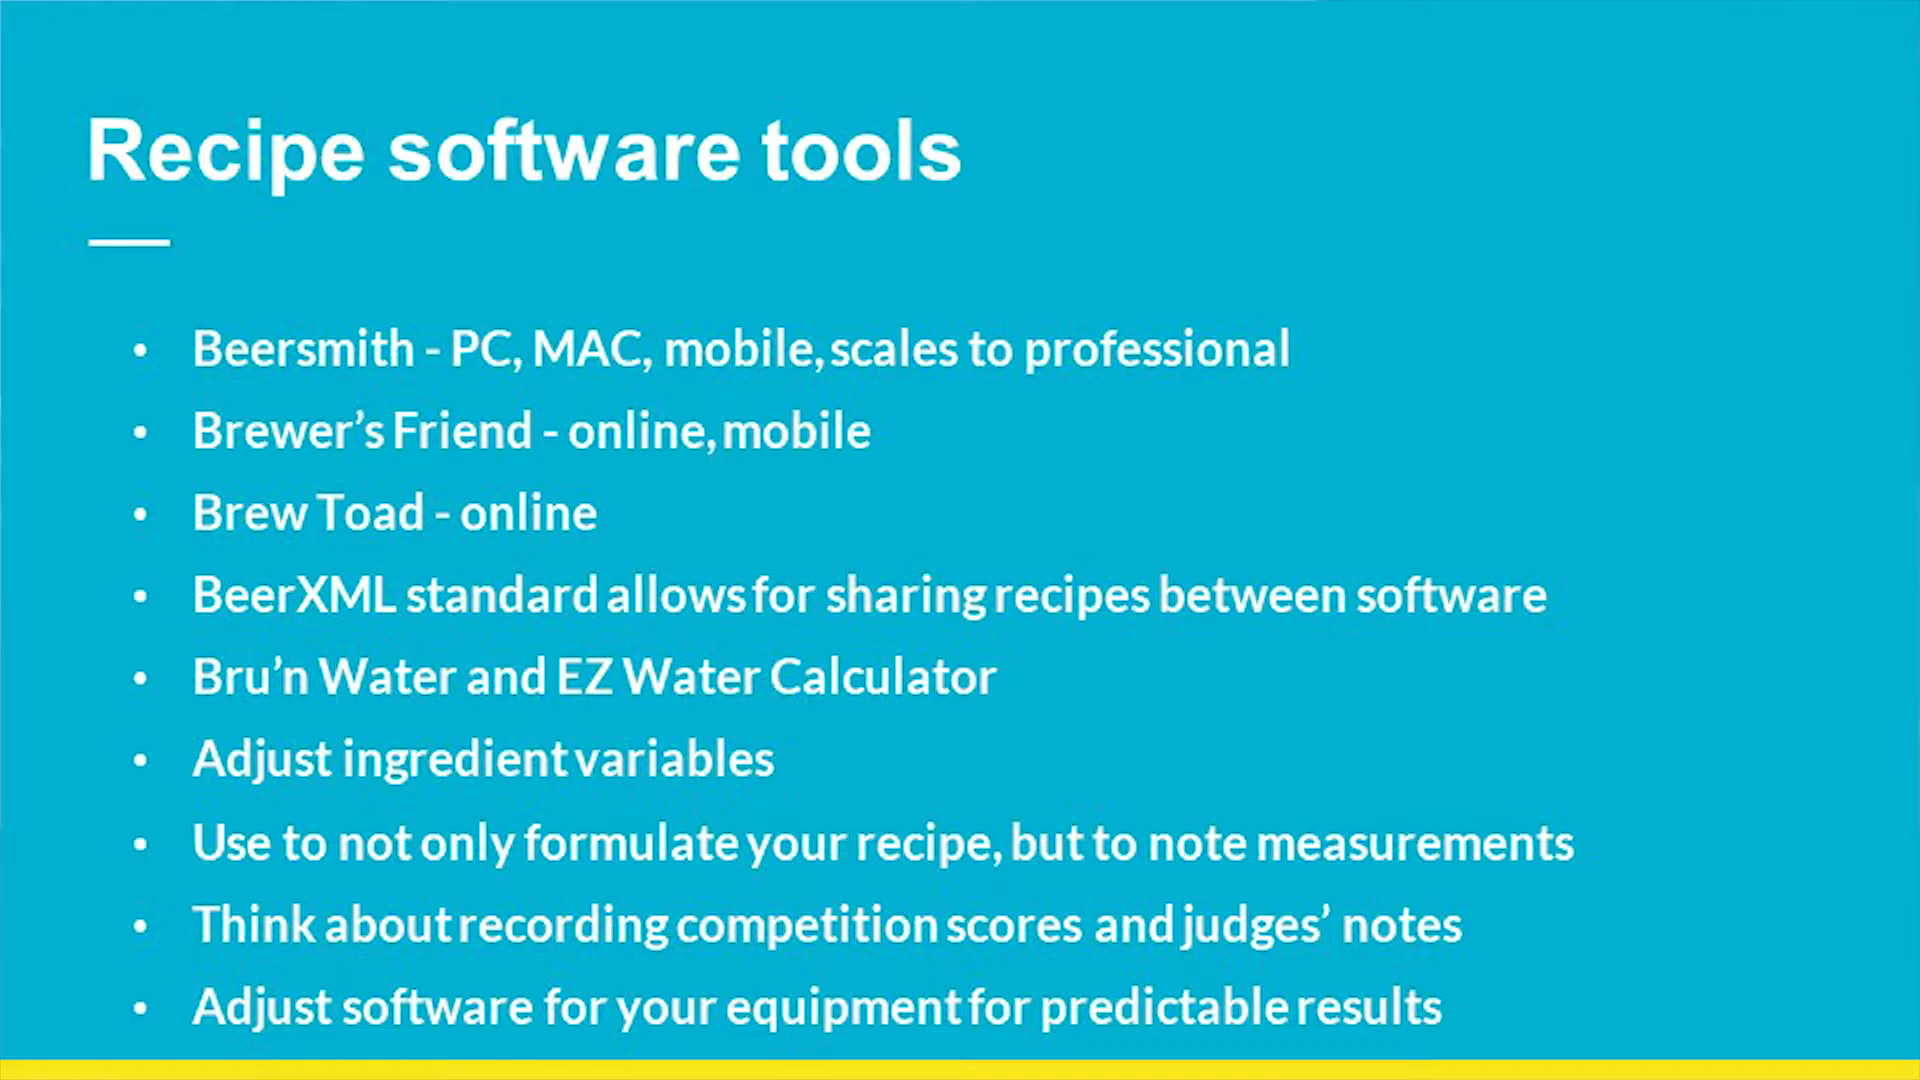 Recipe software tools
• Beersmith - PC, MAC, mobile, scales to professional
• Brewer’s Friend - online, mobile
• Brew Toad - online
• BeerXML standard allows for sharing recipes between software
• Bru’n Water and EZ Water Calculator
• Adjust ingredient variables
• Use to not only formulate your recipe, but to note measurements
• Think about recording competition scores and judges’ notes
• Adjust software for your equipment for predictable results